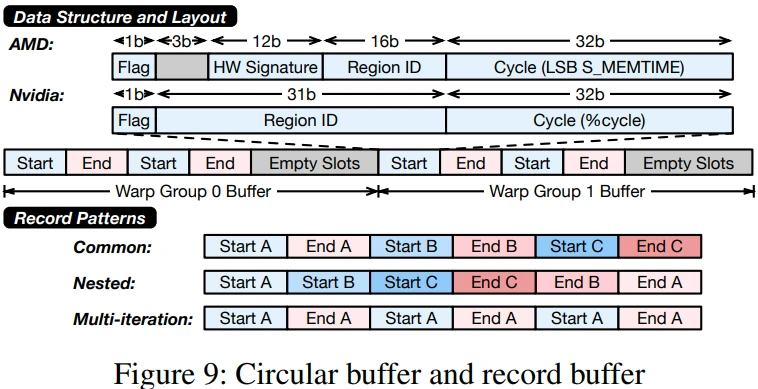 Data Structure and Layout
AMD: 1b 3b 12b 16b 32b
Flag HW Signature Region ID Cycle (LSB S_MEMTIME)
Nvidia: 1b 31b 32b
Flag Region ID Cycle (%cycle)
Start End Start End Empty Slots Start End Start End Empty Slots
Warp Group 0 Buffer Warp Group 1 Buffer
Record Patterns
Common: Start A End A Start B End B Start C End C
Nested: Start A Start B Start C End C End B End A
Multi-iteration: Start A End A Start A End A Start A End A
Figure 9: Circular buffer and record buffer